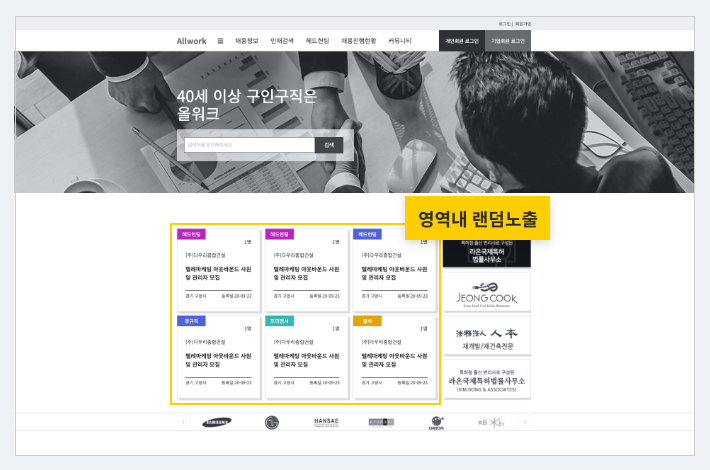 로그인 | 회원가입
Allwork ≡ 채용정보 인재검색 헤드헌팅 채용진행현황 커뮤니티 개인회원 로그인 기업회원 로그인
40세 이상 구인구직은
올워크
검색어를 입력해주세요 검색
영역내 랜덤노출
헤드헌팅 헤드헌팅 헤드헌팅
1명 1명 1명
(주)다우리종합건설 (주)다우리종합건설 (주)다우리종합건설
텔레마케팅 아웃바운드 사원 텔레마케팅 아웃바운드 사원 텔레마케팅 아웃바운드 사원
및 관리자 모집 및 관리자 모집 및 관리자 모집
경기 고양시 등록일 20-09-23 경기 고양시 등록일 20-09-23 경기 고양시 등록일 20-09-23
정규직 프리랜서 알바
1명 1명 1명
(주)다우리종합건설 (주)다우리종합건설 (주)다우리종합건설
텔레마케팅 아웃바운드 사원 텔레마케팅 아웃바운드 사원 텔레마케팅 아웃바운드 사원
및 관리자 모집 및 관리자 모집 및 관리자 모집
경기 고양시 등록일 20-09-23 경기 고양시 등록일 20-09-23 경기 고양시 등록일 20-09-23
특허청 출신 변리사로 구성된
라온국제특허
법률사무소
JEONG COOK
法務法人 人本
재개발/재건축전문
특허청 출신 변리사로 구성된
바른국제특허법률사무소
(KIM,HONG & ASSOCIATES)
SAMSUNG LG HANSAE ORION KB